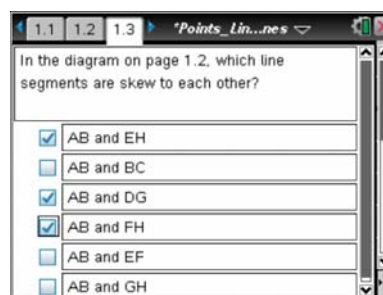 1.1 1.2 1.3 *Points_Lin...nes
In the diagram on page 1.2, which line
segments are skew to each other?
AB and EH
AB and BC
AB and DG
AB and FH
AB and EF
AB and GH